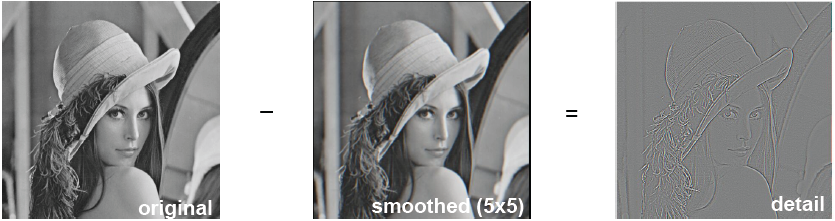 original
−
smoothed (5x5)
=
detail